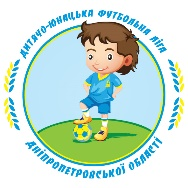 ДИТЯЧО-ЮНАЦЬКА ФУТБОЛЬНА ЛІГА
ДНІПРОПЕТРОВСЬКОЇ ОБЛАСТІ